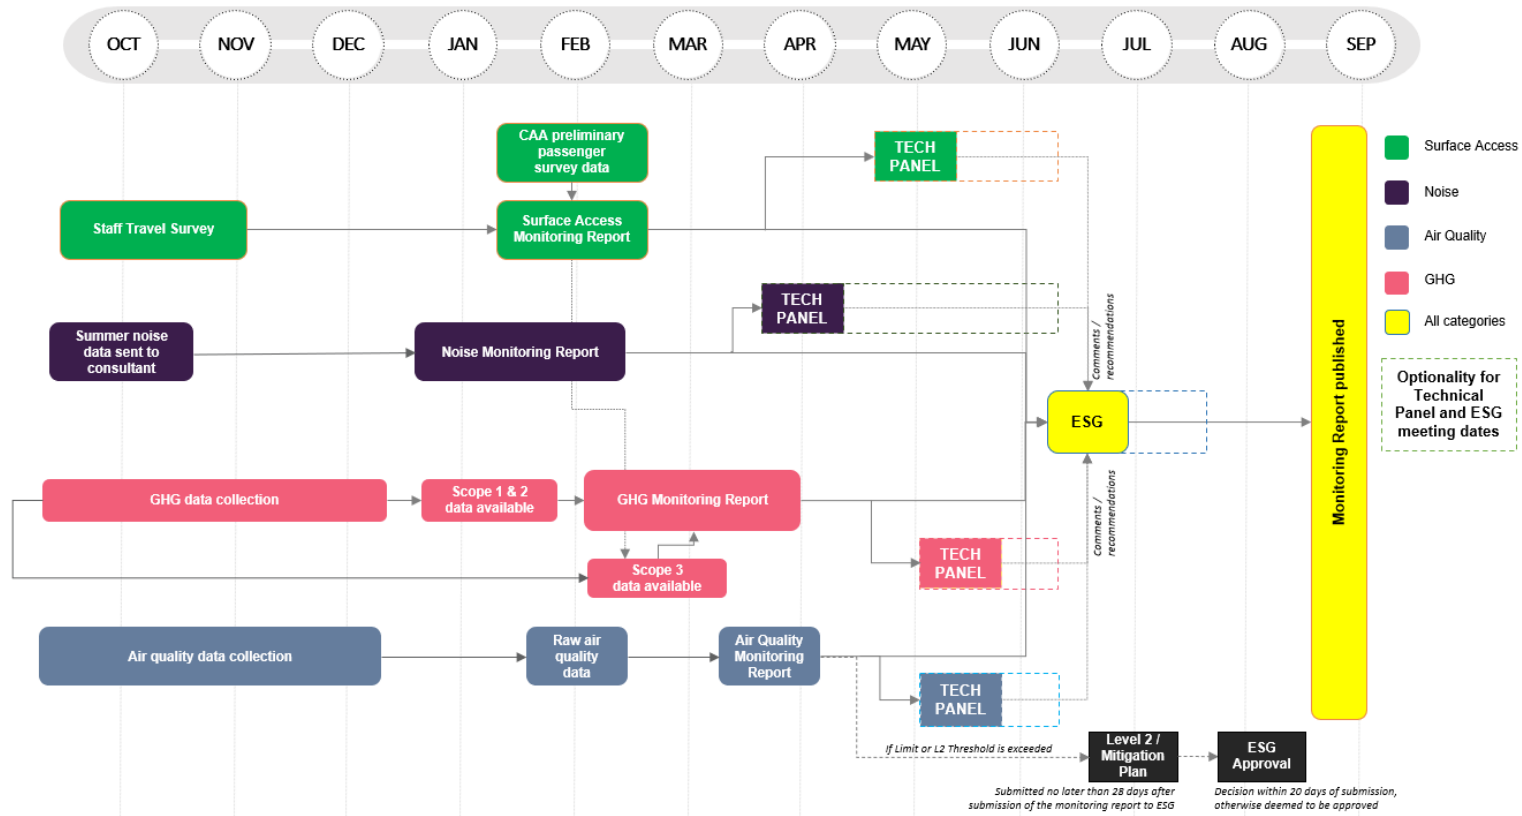 OCT NOV DEC JAN FEB MAR APR MAY JUN JUL AUG SEP
CAA preliminary
passenger
survey data
TECH
PANEL
Staff Travel Survey
Surface Access
Monitoring Report
TECH
PANEL
Summer noise
data sent to
consultant
Noise Monitoring Report
Comments /
recommendations
ESG
GHG data collection
Scope 1 & 2
data available
GHG Monitoring Report
Comments /
recommendations
TECH
PANEL
Scope 3
data available
Air quality data collection
Raw air
quality
data
Air Quality
Monitoring
Report
TECH
PANEL
If Limit or L2 Threshold is exceeded
Level 2 /
Mitigation
Plan
ESG
Approval
Submitted no later than 28 days after
submission of the monitoring report to ESG
Decision within 20 days of submission,
otherwise deemed to be approved
Monitoring Report published
Surface Access
Noise
Air Quality
GHG
All categories
Optionality for
Technical
Panel and ESG
meeting dates